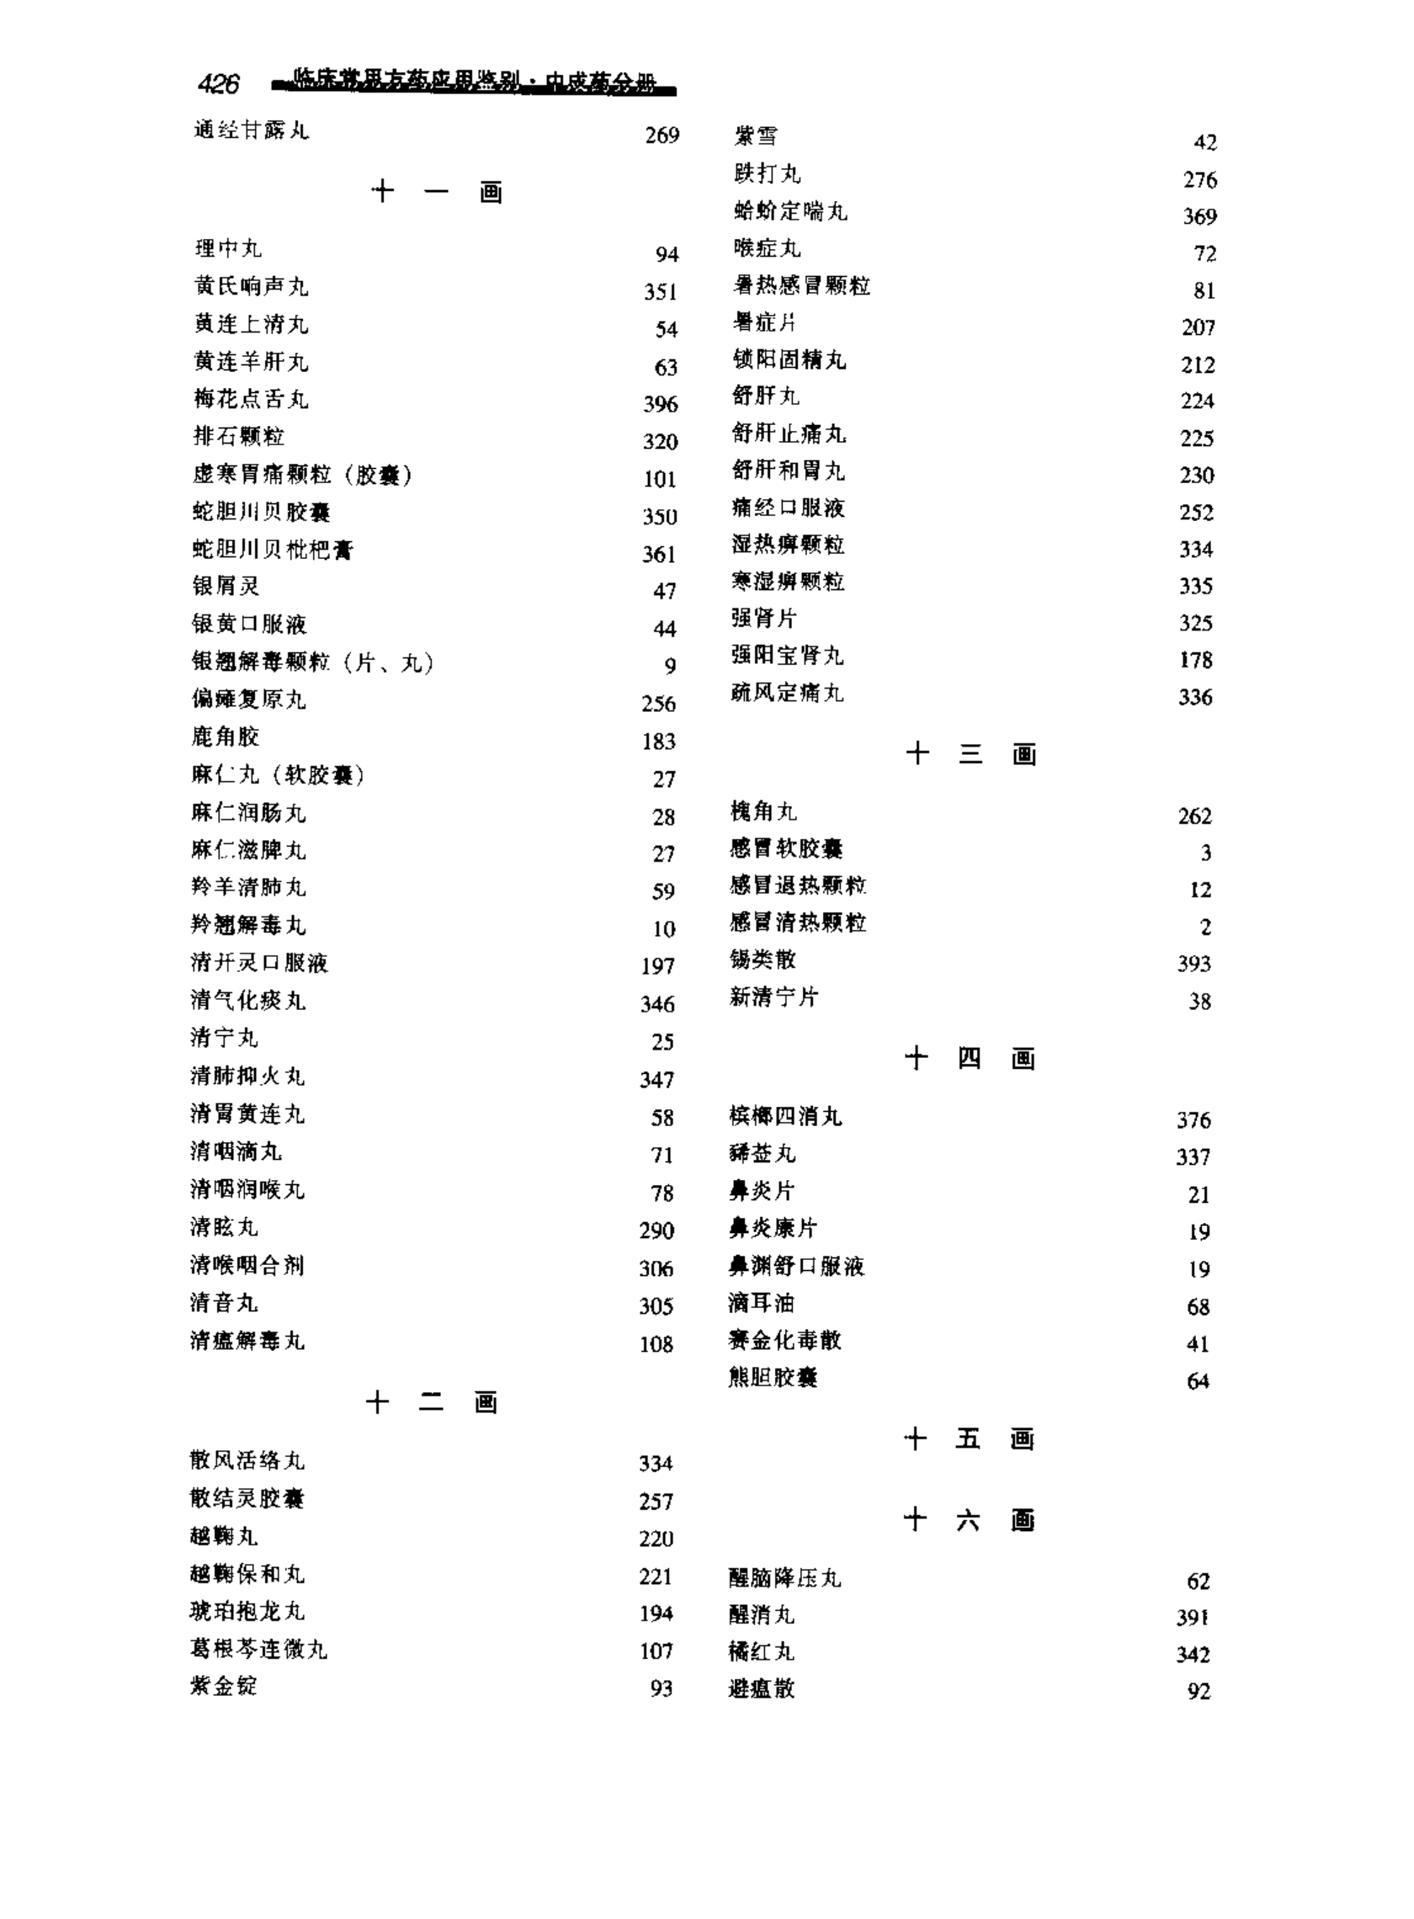 426 临床常用方药应用鉴别·中成药分册
通经甘露丸 269
十一画
理中丸 94
黄氏响声丸 351
黄连上清丸 54
黄连羊肝丸 63
梅花点舌丸 396
排石颗粒 320
虚寒胃痛颗粒（胶囊） 101
蛇胆川贝胶囊 350
蛇胆川贝枇杷膏 361
银屑灵 47
银黄口服液 44
银翘解毒颗粒（片、丸） 9
偏瘫复原丸 256
鹿角胶 183
麻仁丸（软胶囊） 27
麻仁润肠丸 28
麻仁滋脾丸 27
羚羊清肺丸 59
羚翘解毒丸 10
清开灵口服液 197
清气化痰丸 346
清宁丸 25
清肺抑火丸 347
清胃黄连丸 58
清咽滴丸 71
清咽润喉丸 78
清眩丸 290
清喉咽合剂 306
清音丸 305
清瘟解毒丸 108
十二画
散风活络丸 334
散结灵胶囊 257
越鞠丸 220
越鞠保和丸 221
琥珀抱龙丸 194
葛根芩连微丸 107
紫金锭 93
紫雪 42
跌打丸 276
蛤蚧定喘丸 369
喉症丸 72
暑热感冒颗粒 81
暑症片 207
锁阳固精丸 212
舒肝丸 224
舒肝止痛丸 225
舒肝和胃丸 230
痛经口服液 252
湿热痹颗粒 334
寒湿痹颗粒 335
强肾片 325
强阳宝肾丸 178
疏风定痛丸 336
十三画
槐角丸 262
感冒软胶囊 3
感冒退热颗粒 12
感冒清热颗粒 2
锡类散 393
新清宁片 38
十四画
槟榔四消丸 376
豨莶丸 337
鼻炎片 21
鼻炎康片 19
鼻渊舒口服液 19
滴耳油 68
赛金化毒散 41
熊胆胶囊 64
十五画
十六画
醒脑降压丸 62
醒消丸 391
橘红丸 342
避瘟散 92